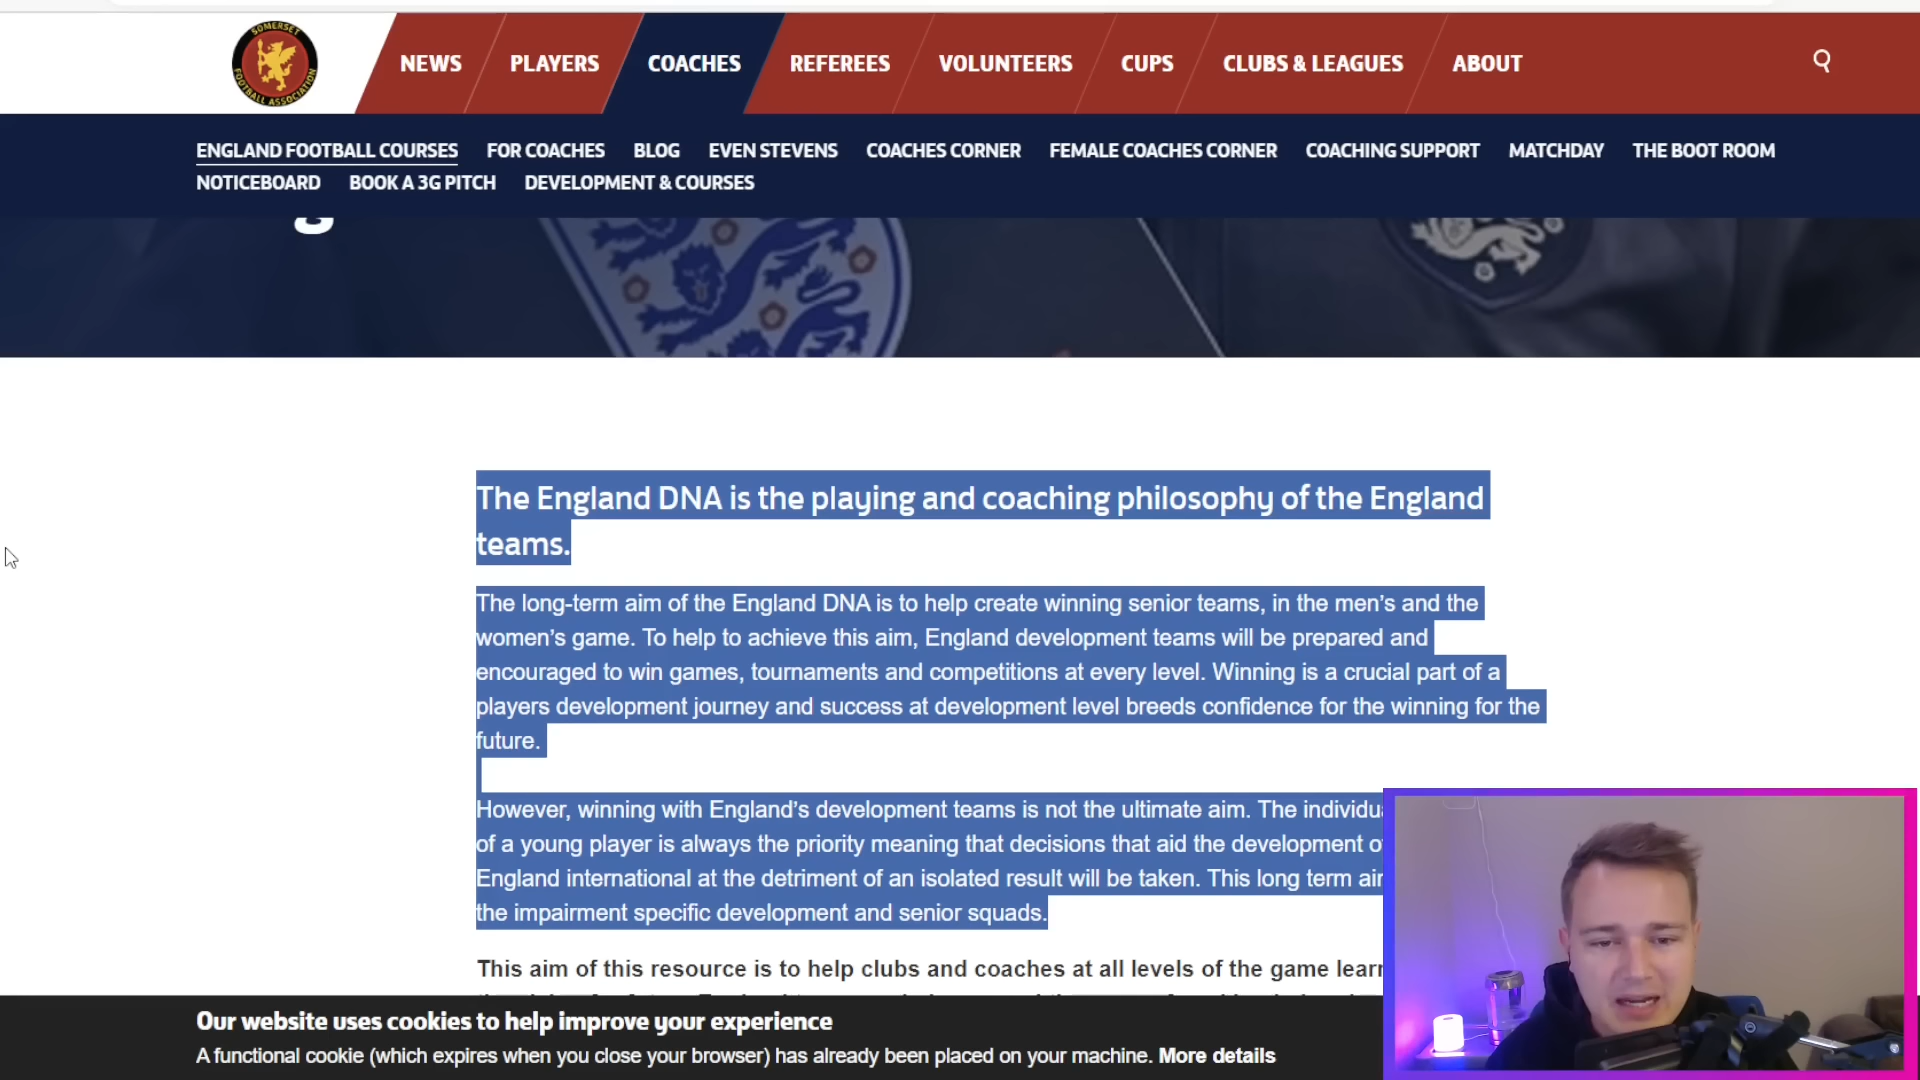 SOMERSET
FOOTBALL ASSOCIATION
NEWS PLAYERS COACHES REFEREES VOLUNTEERS CUPS CLUBS & LEAGUES ABOUT
ENGLAND FOOTBALL COURSES FOR COACHES BLOG EVEN STEVENS COACHES CORNER FEMALE COACHES CORNER COACHING SUPPORT MATCHDAY THE BOOT ROOM
NOTICEBOARD BOOK A 3G PITCH DEVELOPMENT & COURSES
The England DNA is the playing and coaching philosophy of the England
teams.
The long-term aim of the England DNA is to help create winning senior teams, in the men’s and the
women’s game. To help to achieve this aim, England development teams will be prepared and
encouraged to win games, tournaments and competitions at every level. Winning is a crucial part of a
players development journey and success at development level breeds confidence for the winning for the
future.
However, winning with England’s development teams is not the ultimate aim. The
of a young player is always the priority meaning that decisions that aid the development
England international at the detriment of an isolated result will be taken. This long term
the impairment specific development and senior squads.
This aim of this resource is to help clubs and coaches at all levels of the game learn
Our website uses cookies to help improve your experience
A functional cookie (which expires when you close your browser) has already been placed on your machine. More details